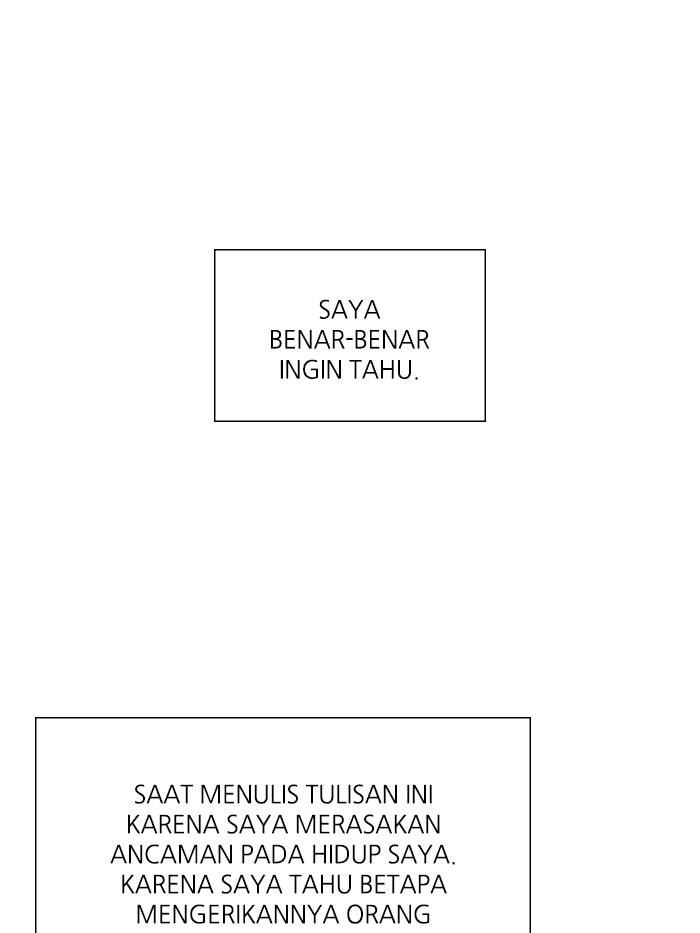 SAYA
BENAR-BENAR
INGIN TAHU.
SAAT MENULIS TULISAN INI
KARENA SAYA MERASAKAN
ANCAMAN PADA HIDUP SAYA.
KARENA SAYA TAHU BETAPA
MENGERIKANNYA ORANG